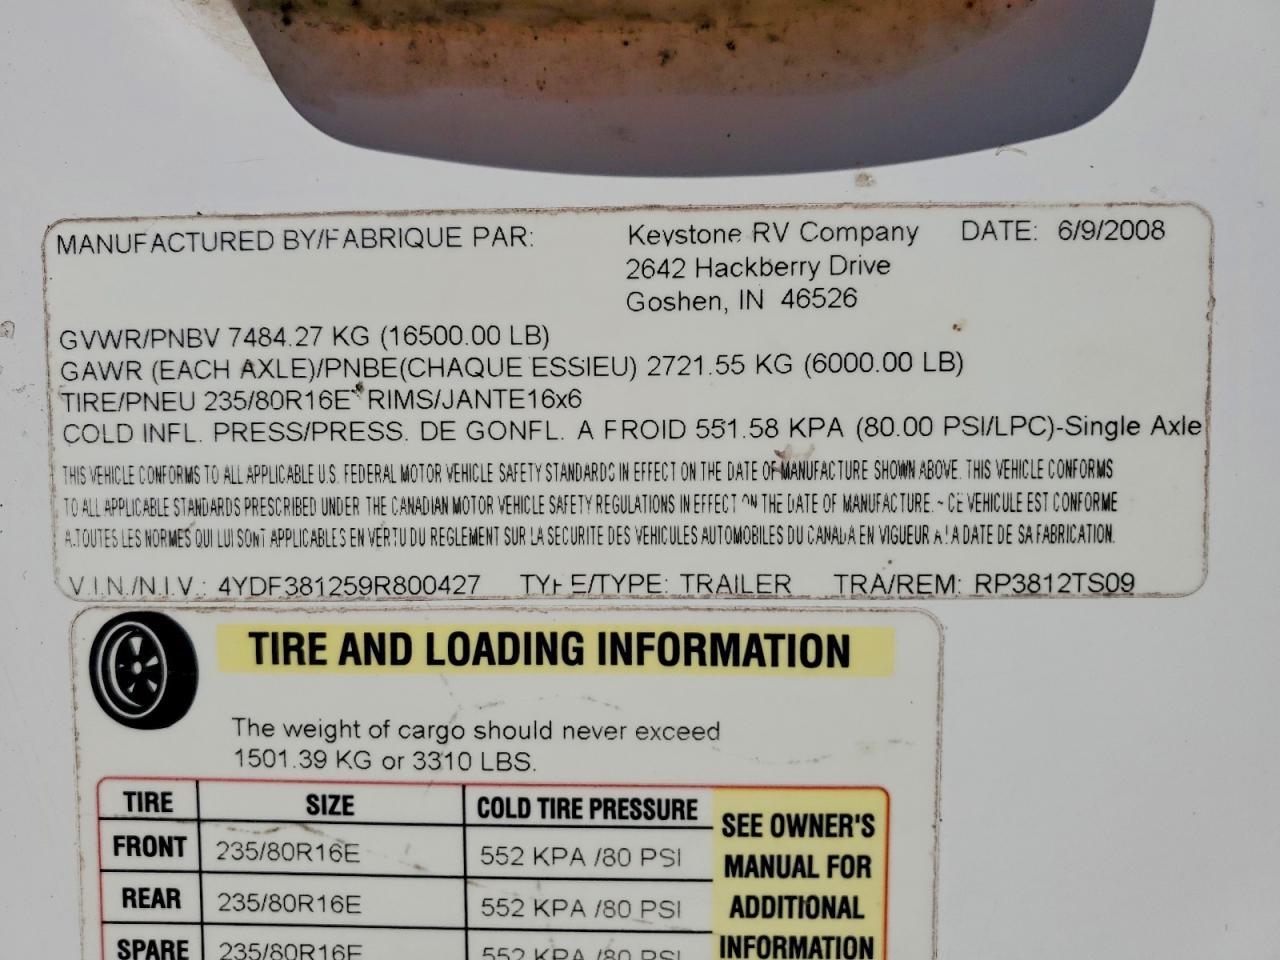 MANUFACTURED BY/FABRIQUE PAR: Keystone RV Company DATE: 6/9/2008
2642 Hackberry Drive
Goshen, IN 46526
GVWR/PNBV 7484.27 KG (16500.00 LB)
GAWR (EACH AXLE)/PNBE(CHAQUE ESSIEU) 2721.55 KG (6000.00 LB)
TIRE/PNEU 235/80R16E RIMS/JANTE16x6
COLD INFL. PRESS/PRESS. DE GONFL. A FROID 551.58 KPA (80.00 PSI/LPC)-Single Axle
THIS VEHICLE CONFORMS TO ALL APPLICABLE U.S. FEDERAL MOTOR VEHICLE SAFETY STANDARDS IN EFFECT ON THE DATE OF MANUFACTURE SHOWN ABOVE. THIS VEHICLE CONFORMS
TO ALL APPLICABLE STANDARDS PRESCRIBED UNDER THE CANADIAN MOTOR VEHICLE SAFETY REGULATIONS IN EFFECT ON THE DATE OF MANUFACTURE. ~ CE VEHICULE EST CONFORME
A TOUTES LES NORMES QUI LUI SONT APPLICABLES EN VERTU DU REGLEMENT SUR LA SECURITE DES VEHICULES AUTOMOBILES DU CANADA EN VIGUEUR A LA DATE DE SA FABRICATION.
V.I.N./N.I.V.: 4YDF381259R800427 TYPE/TYPE: TRAILER TRA/REM: RP3812TS09
TIRE AND LOADING INFORMATION
The weight of cargo should never exceed
1501.39 KG or 3310 LBS.
TIRE SIZE COLD TIRE PRESSURE
FRONT 235/80R16E 552 KPA /80 PSI
REAR 235/80R16E 552 KPA /80 PSI
SPARE 235/80R16E 552 KPA /80 PSI
SEE OWNER'S
MANUAL FOR
ADDITIONAL
INFORMATION